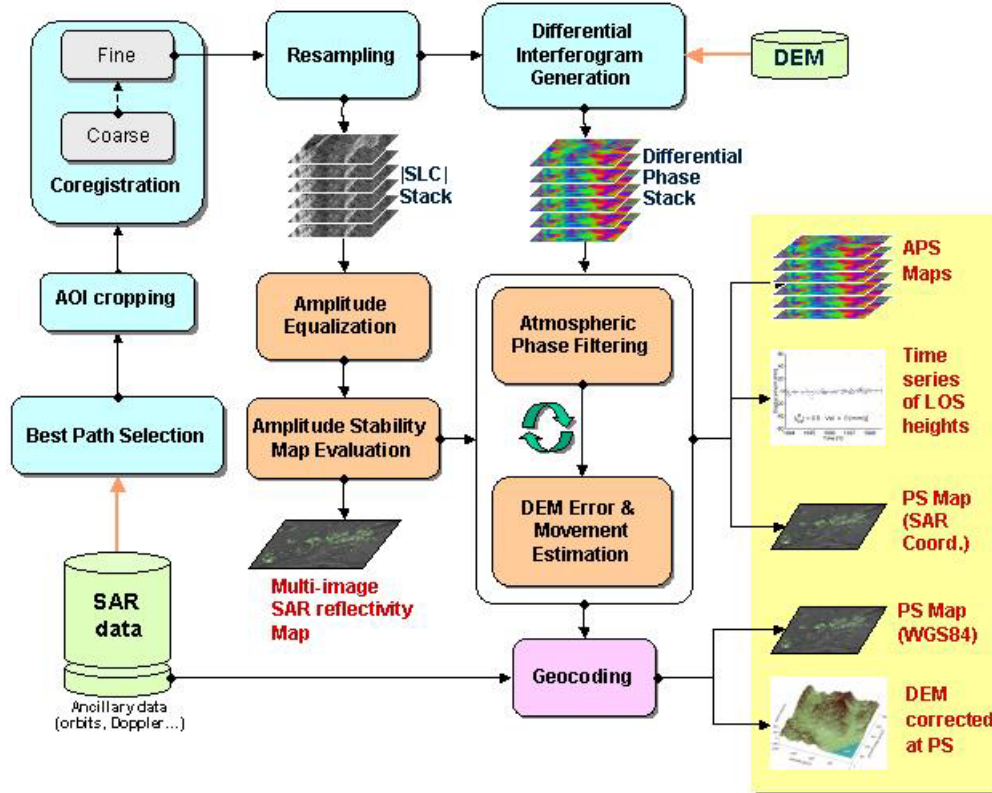 Fine
Coarse
Coregistration
Resampling
Differential
Interferogram
Generation
DEM
|SLC|
Stack
Differential
Phase
Stack
APS
Maps
AOI cropping
Amplitude
Equalization
Atmospheric
Phase Filtering
Time
series
of LOS
heights
Best Path Selection
Amplitude Stability
Map Evaluation
DEM Error &
Movement
Estimation
PS Map
(SAR
Coord.)
Multi-image
SAR reflectivity
Map
SAR
data
PS Map
(WGS84)
Geocoding
Ancillary data
(orbits, Doppler...)
DEM
corrected
at PS